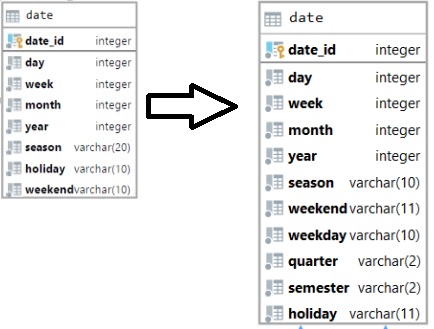 date
date_id integer
day integer
week integer
month integer
year integer
season varchar(20)
holiday varchar(10)
weekend varchar(10)
date
date_id integer
day integer
week integer
month integer
year integer
season varchar(10)
weekend varchar(11)
weekday varchar(10)
quarter varchar(2)
semester varchar(2)
holiday varchar(11)